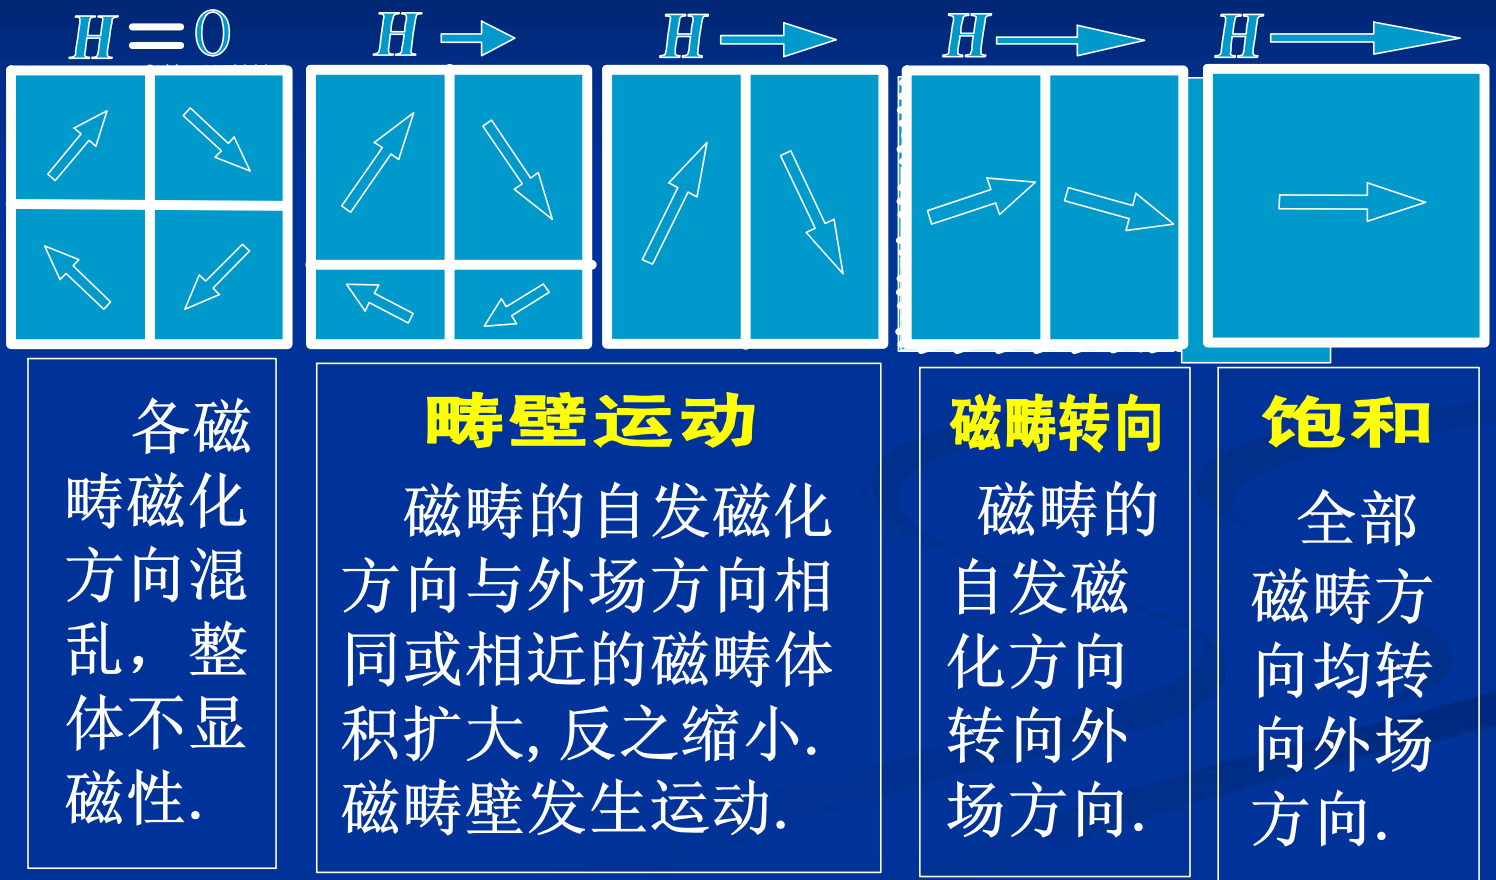 H=0
H
H
H
H
各磁
畴磁化
方向混
乱，整
体不显
磁性.
畴壁运动
磁畴的自发磁化
方向与外场方向相
同或相近的磁畴体
积扩大,反之缩小.
磁畴壁发生运动.
磁畴转向
磁畴的
自发磁
化方向
转向外
场方向.
饱和
全部
磁畴方
向均转
向外场
方向.